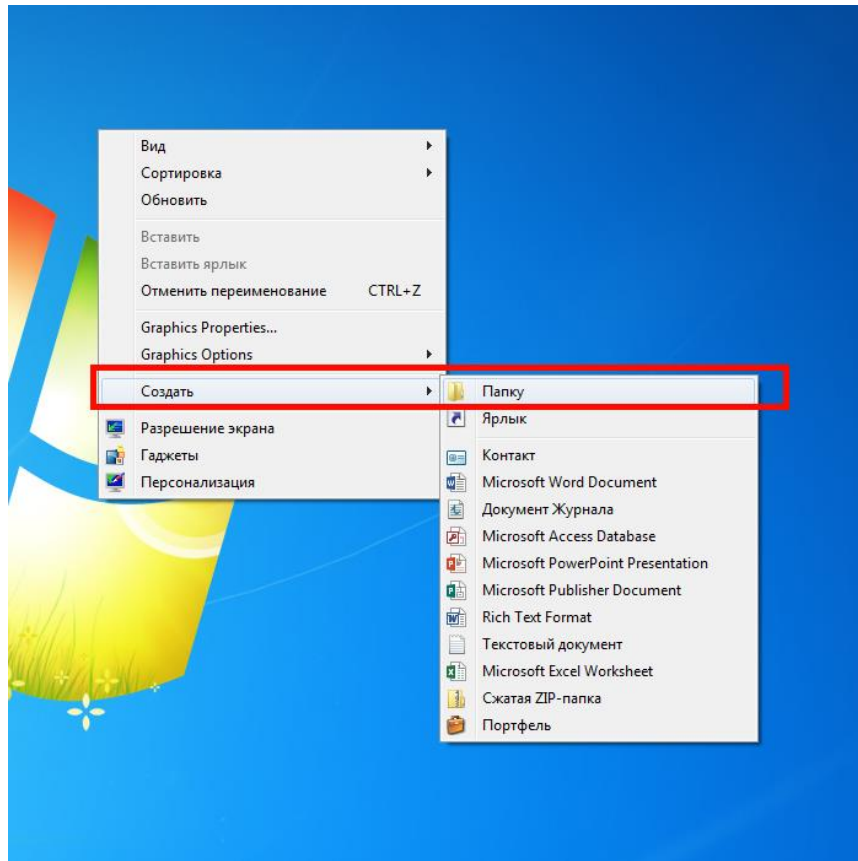 Вид
Сортировка
Обновить
Вставить
Вставить ярлык
Отменить переименование CTRL+Z
Graphics Properties...
Graphics Options
Создать
Разрешение экрана
Гаджеты
Персонализация
Папку
Ярлык
Контакт
Microsoft Word Document
Документ Журнала
Microsoft Access Database
Microsoft PowerPoint Presentation
Microsoft Publisher Document
Rich Text Format
Текстовый документ
Microsoft Excel Worksheet
Сжатая ZIP-папка
Портфель